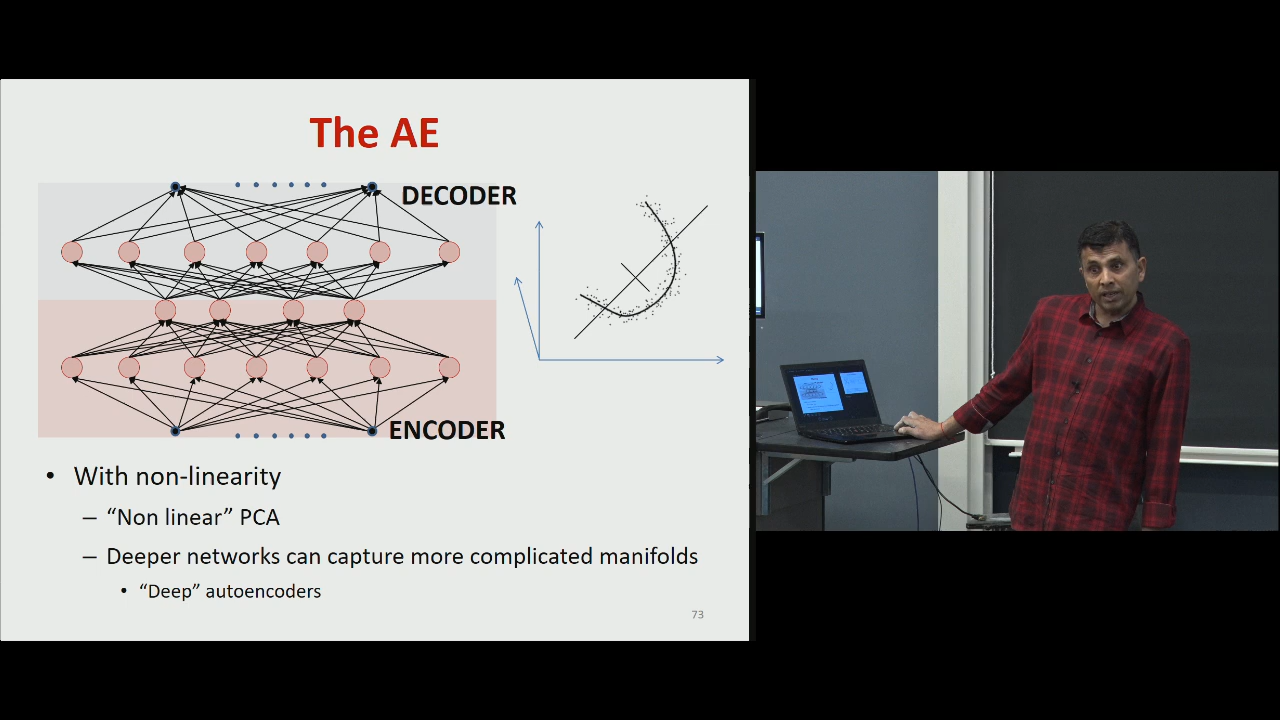 The AE
DECODER
ENCODER
• With non-linearity
– “Non linear” PCA
– Deeper networks can capture more complicated manifolds
• “Deep” autoencoders
73